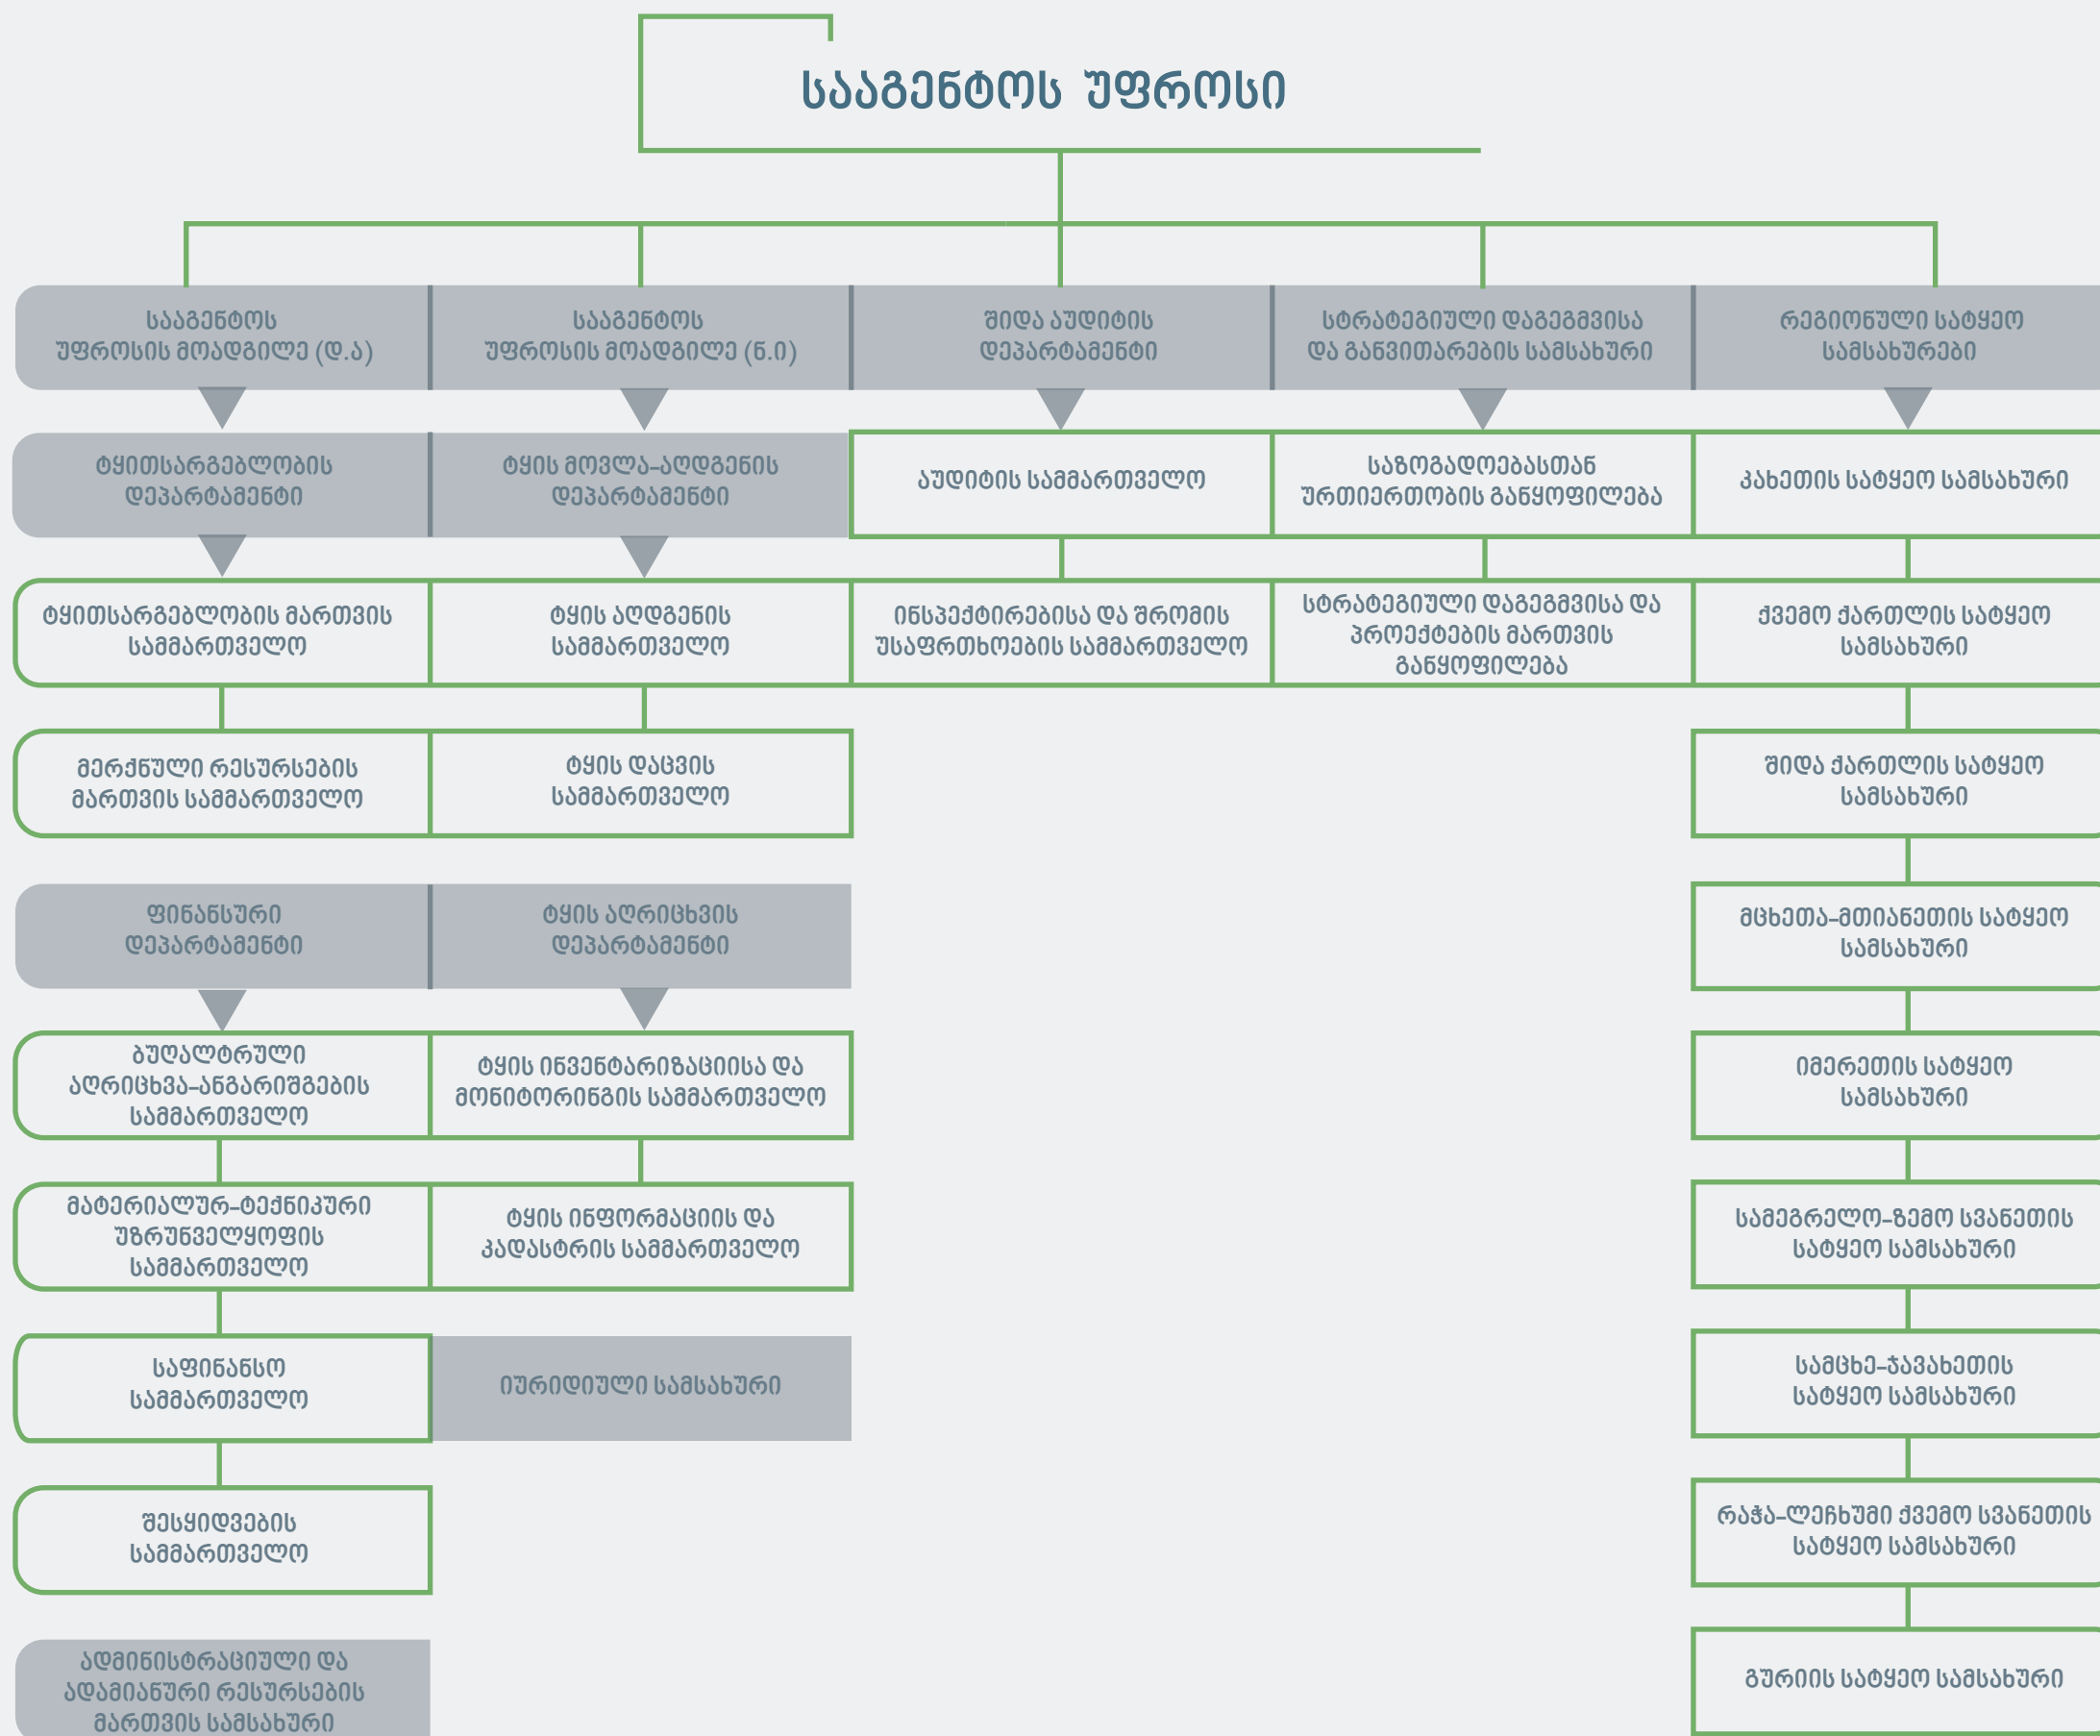 სააგენტოს უფროსი
სააგენტოს
უფროსის მოადგილე (დ.ა)
სააგენტოს
უფროსის მოადგილე (ნ.ი)
შიდა აუდიტის
დეპარტამენტი
სტრატეგიული დაგეგმვისა
და განვითარების სამსახური
რეგიონული სატყეო
სამსახურები
ტყითსარგებლობის
დეპარტამენტი
ტყის მოვლა-აღდგენის
დეპარტამენტი
აუდიტის სამმართველო
საზოგადოებასთან
ურთიერთობის განყოფილება
კახეთის სატყეო სამსახური
ტყითსარგებლობის მართვის
სამმართველო
ტყის აღდგენის
სამმართველო
ინსპექტირებისა და შრომის
უსაფრთხოების სამმართველო
სტრატეგიული დაგეგმვისა და
პროექტების მართვის
განყოფილება
ქვემო ქართლის სატყეო
სამსახური
მერქნული რესურსების
მართვის სამმართველო
ტყის დაცვის
სამმართველო
შიდა ქართლის სატყეო
სამსახური
ფინანსური
დეპარტამენტი
ტყის აღრიცხვის
დეპარტამენტი
მცხეთა-მთიანეთის სატყეო
სამსახური
ბუღალტრული
აღრიცხვა-ანგარიშგების
სამმართველო
ტყის ინვენტარიზაციისა და
მონიტორინგის სამმართველო
იმერეთის სატყეო
სამსახური
მატერიალურ-ტექნიკური
უზრუნველყოფის
სამმართველო
ტყის ინფორმაციის და
კადასტრის სამმართველო
სამეგრელო-ზემო სვანეთის
სატყეო სამსახური
საფინანსო
სამმართველო
იურიდიული სამსახური
სამცხე-ჯავახეთის
სატყეო სამსახური
შესყიდვების
სამმართველო
რაჭა-ლეჩხუმი ქვემო სვანეთის
სატყეო სამსახური
ადმინისტრაციული და
ადამიანური რესურსების
მართვის სამსახური
გურიის სატყეო სამსახური